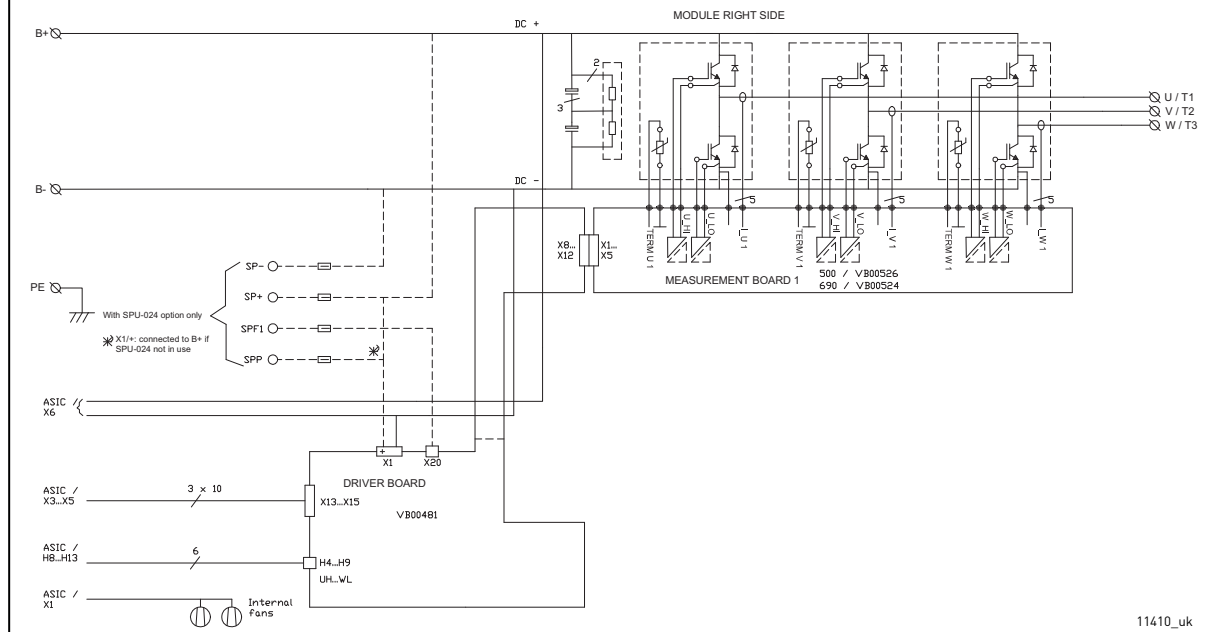 MODULE RIGHT SIDE
B+
DC +
2
3
U / T1
V / T2
W / T3
B-
DC -
5
5
5
TERM U 1
U_HI
U_LO
I_U 1
TERM V 1
V_HI
V_LO
I_V 1
TERM W 1
W_HI
W_LO
I_W 1
X8...
X12
X1...
X5
MEASUREMENT BOARD 1
500 / VB00526
690 / VB00524
SP-
PE
SP+
With SPU-024 option only
SPF1
X1/+: connected to B+ if
SPU-024 not in use
SPP
ASIC /
X6
+
X1
X20
DRIVER BOARD
ASIC /
X3...X5
3 x 10
X13...X15
VB00481
ASIC /
H8...H13
6
H4...H9
UH...WL
ASIC /
X1
Internal
fans
11410_uk